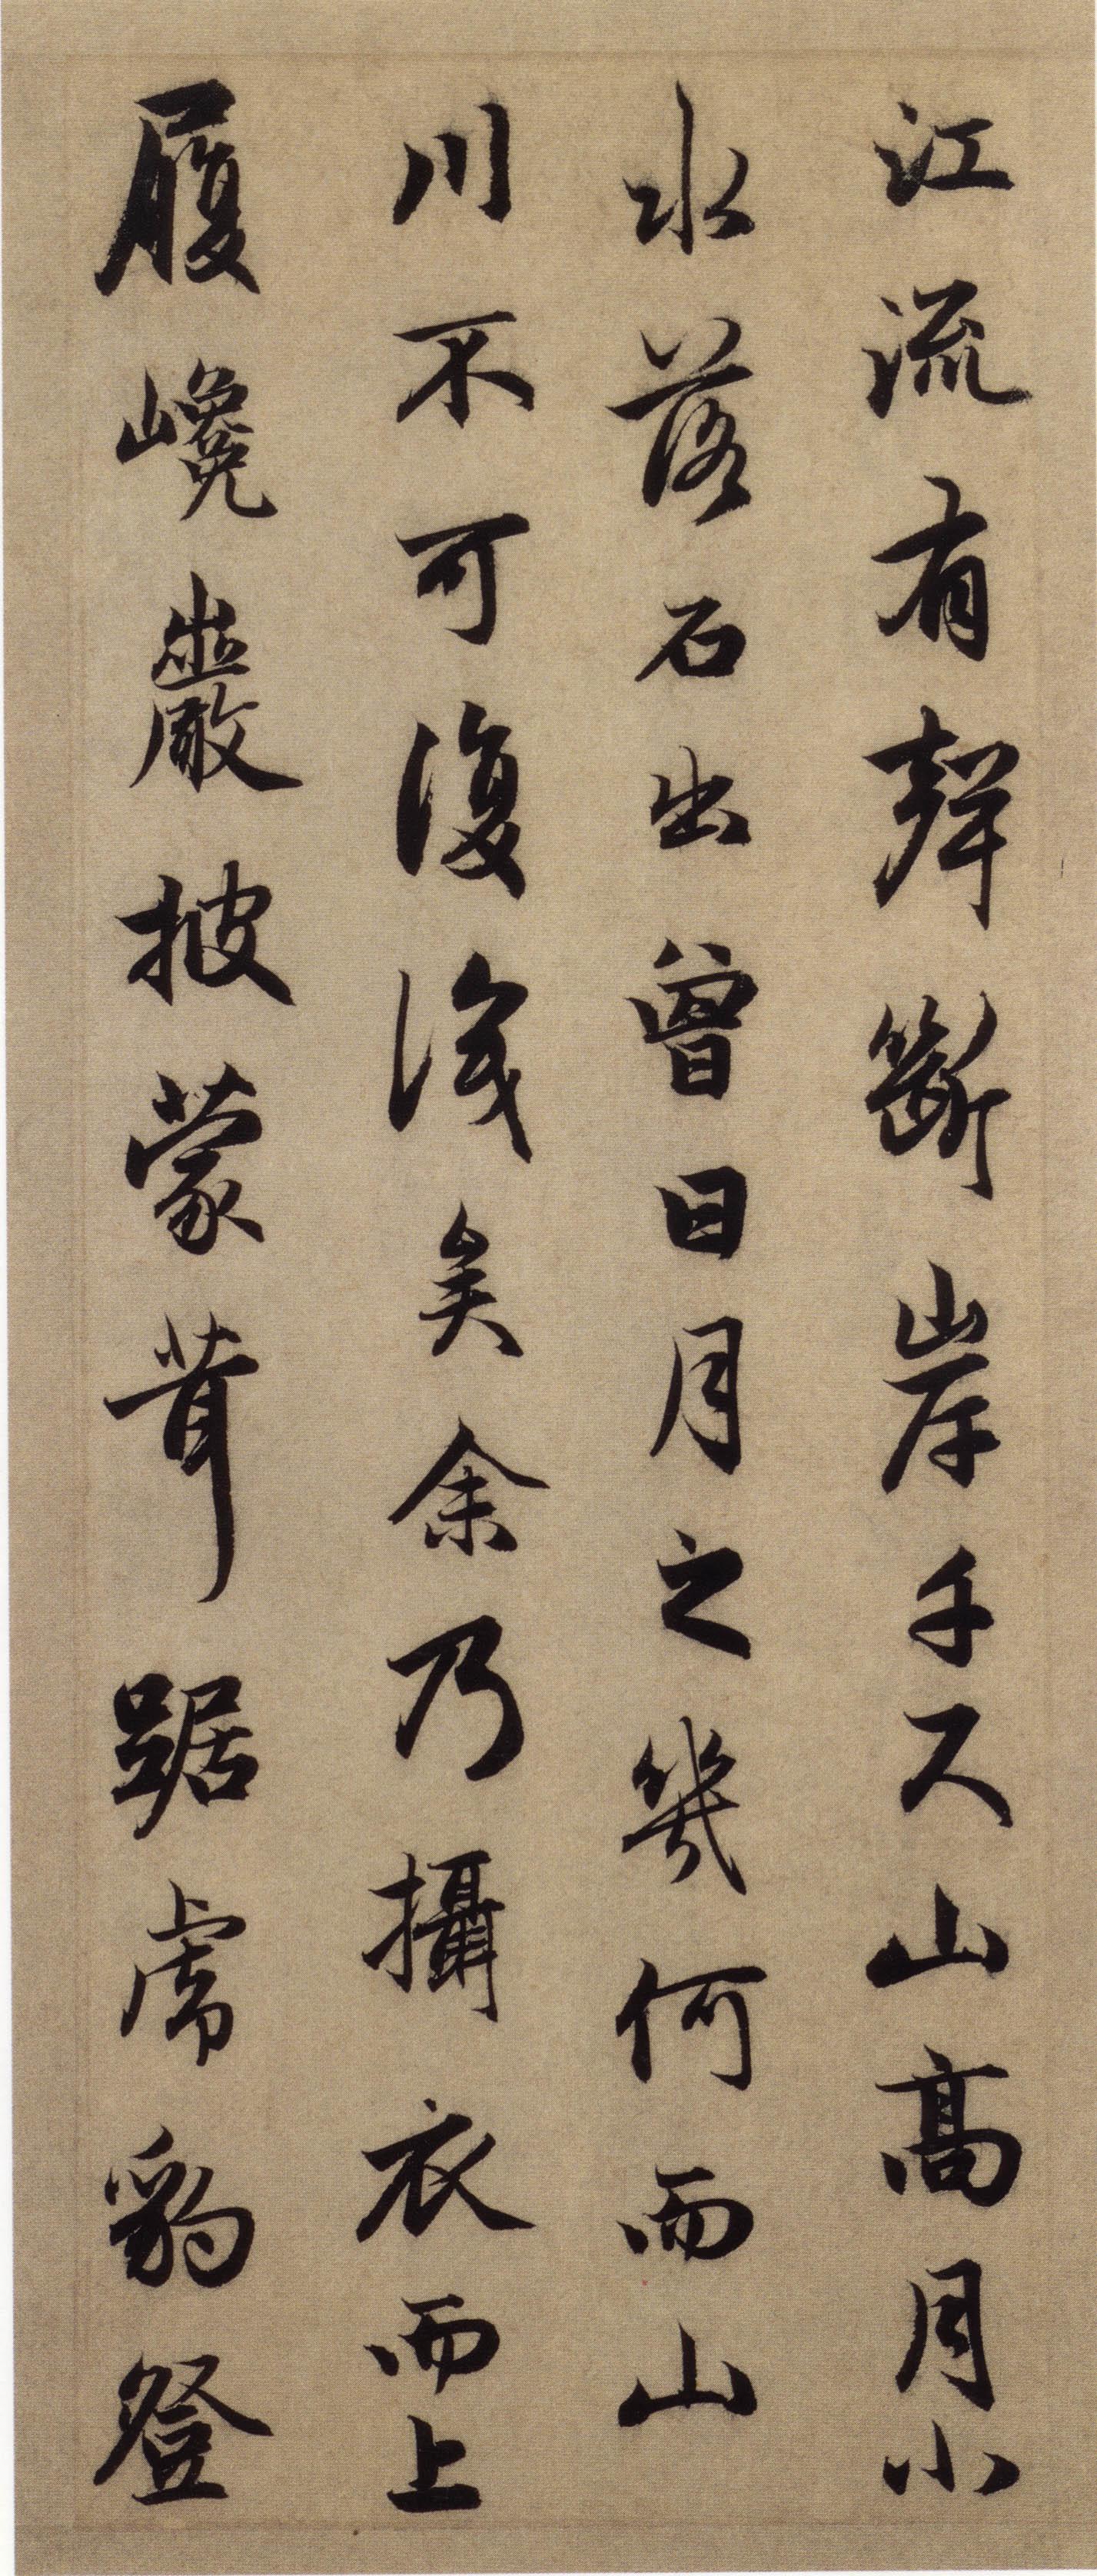 江流有聲斷岸千尺山高月小
水落石出曾日月之幾何而山
川不可復識矣余乃攝衣而上
履巉巖披蒙茸踞虎豹登